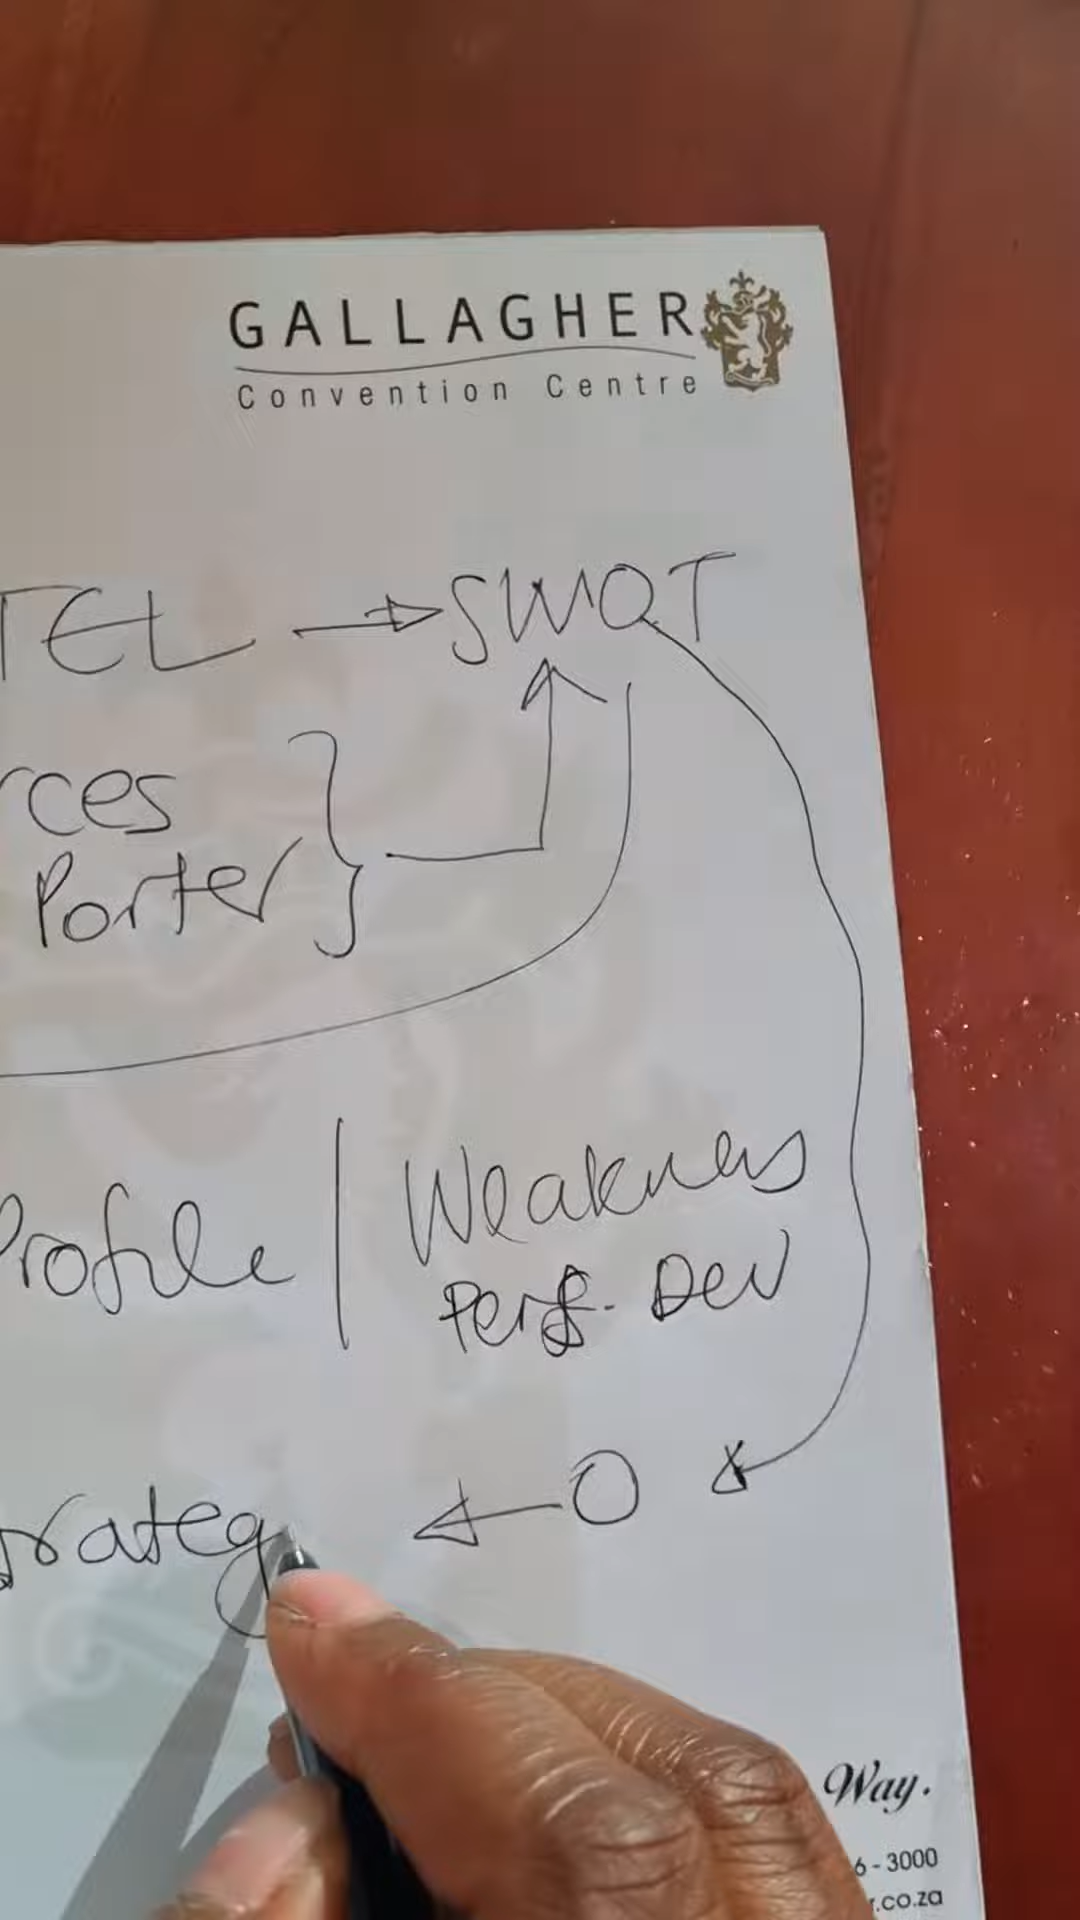 GALLAGHER
Convention Centre
TEL → SWOT
rces
Porter
Profile | Weakness
Perf. Dev
rateg ← O
Way.
6 - 3000
r.co.za